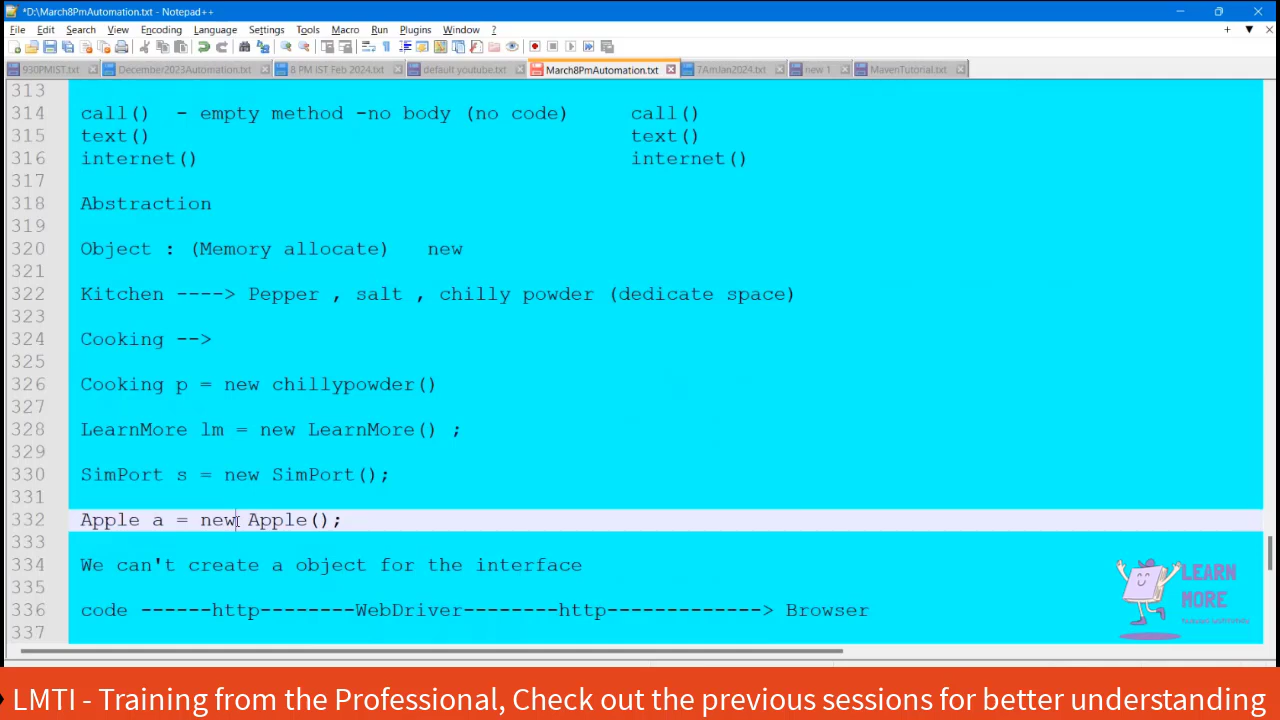 *D:\March8PmAutomation.txt - Notepad++
File Edit Search View Encoding Language Settings Tools Macro Run Plugins Window ?
930PMIST.txt December2023Automation.txt 8 PM IST Feb 2024.txt default youtube.txt March8PmAutomation.txt 7AmJan2024.txt new 1 MavenTutorial.txt
313
314 call() - empty method -no body (no code) call()
315 text() text()
316 internet() internet()
317
318 Abstraction
319
320 Object : (Memory allocate) new
321
322 Kitchen ----> Pepper , salt , chilly powder (dedicate space)
323
324 Cooking -->
325
326 Cooking p = new chillypowder()
327
328 LearnMore lm = new LearnMore() ;
329
330 SimPort s = new SimPort();
331
332 Apple a = new Apple();
333
334 We can't create a object for the interface
335
336 code ------http--------WebDriver--------http-------------> Browser
337
LEARN
MORE
LMTI - Training from the Professional, Check out the previous sessions for better understanding